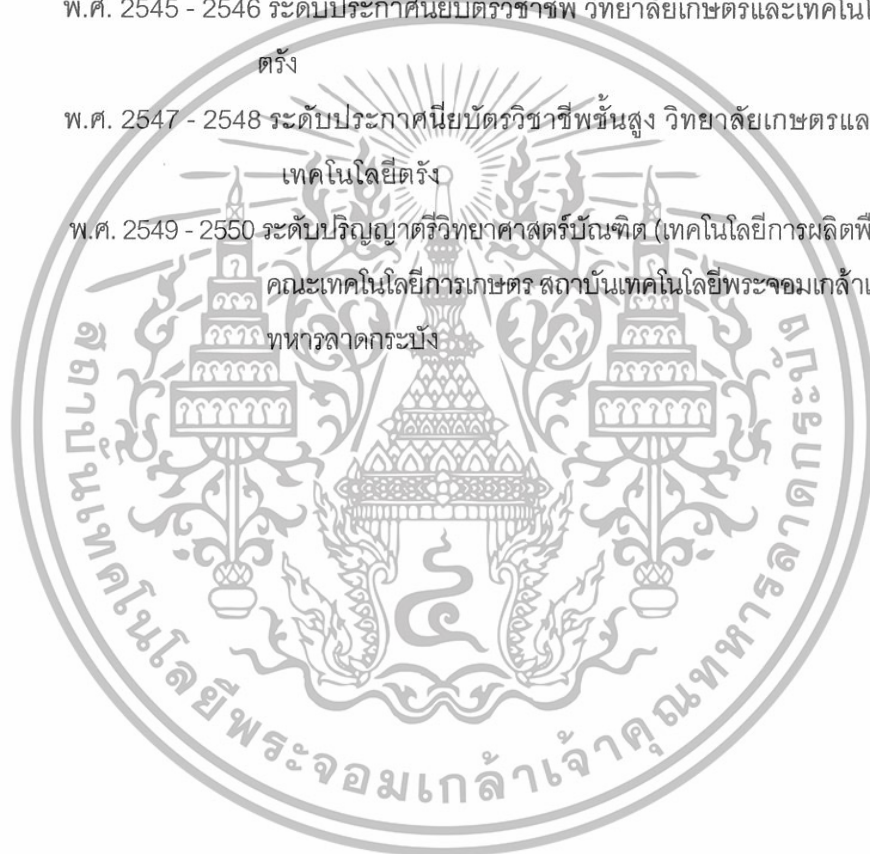 พ.ศ. 2545 - 2546 ระดับประกาศนียบัตรวิชาชีพ วิทยาลัยเกษตรและเทคโนโ
ตรัง
พ.ศ. 2547 - 2548 ระดับประกาศนียบัตรวิชาชีพชั้นสูง วิทยาลัยเกษตรแล
เทคโนโลยีตรัง
พ.ศ. 2549 - 2550 ระดับปริญญาตรีวิทยาศาสตร์บัณฑิต (เทคโนโลยีการผลิตพื
คณะเทคโนโลยีการเกษตร สถาบันเทคโนโลยีพระจอมเกล้าเ
ทหารลาดกระบัง
สถาบันเทคโนโลยีพระจอมเกล้าเจ้าคุณทหารลาดกระบัง
๔